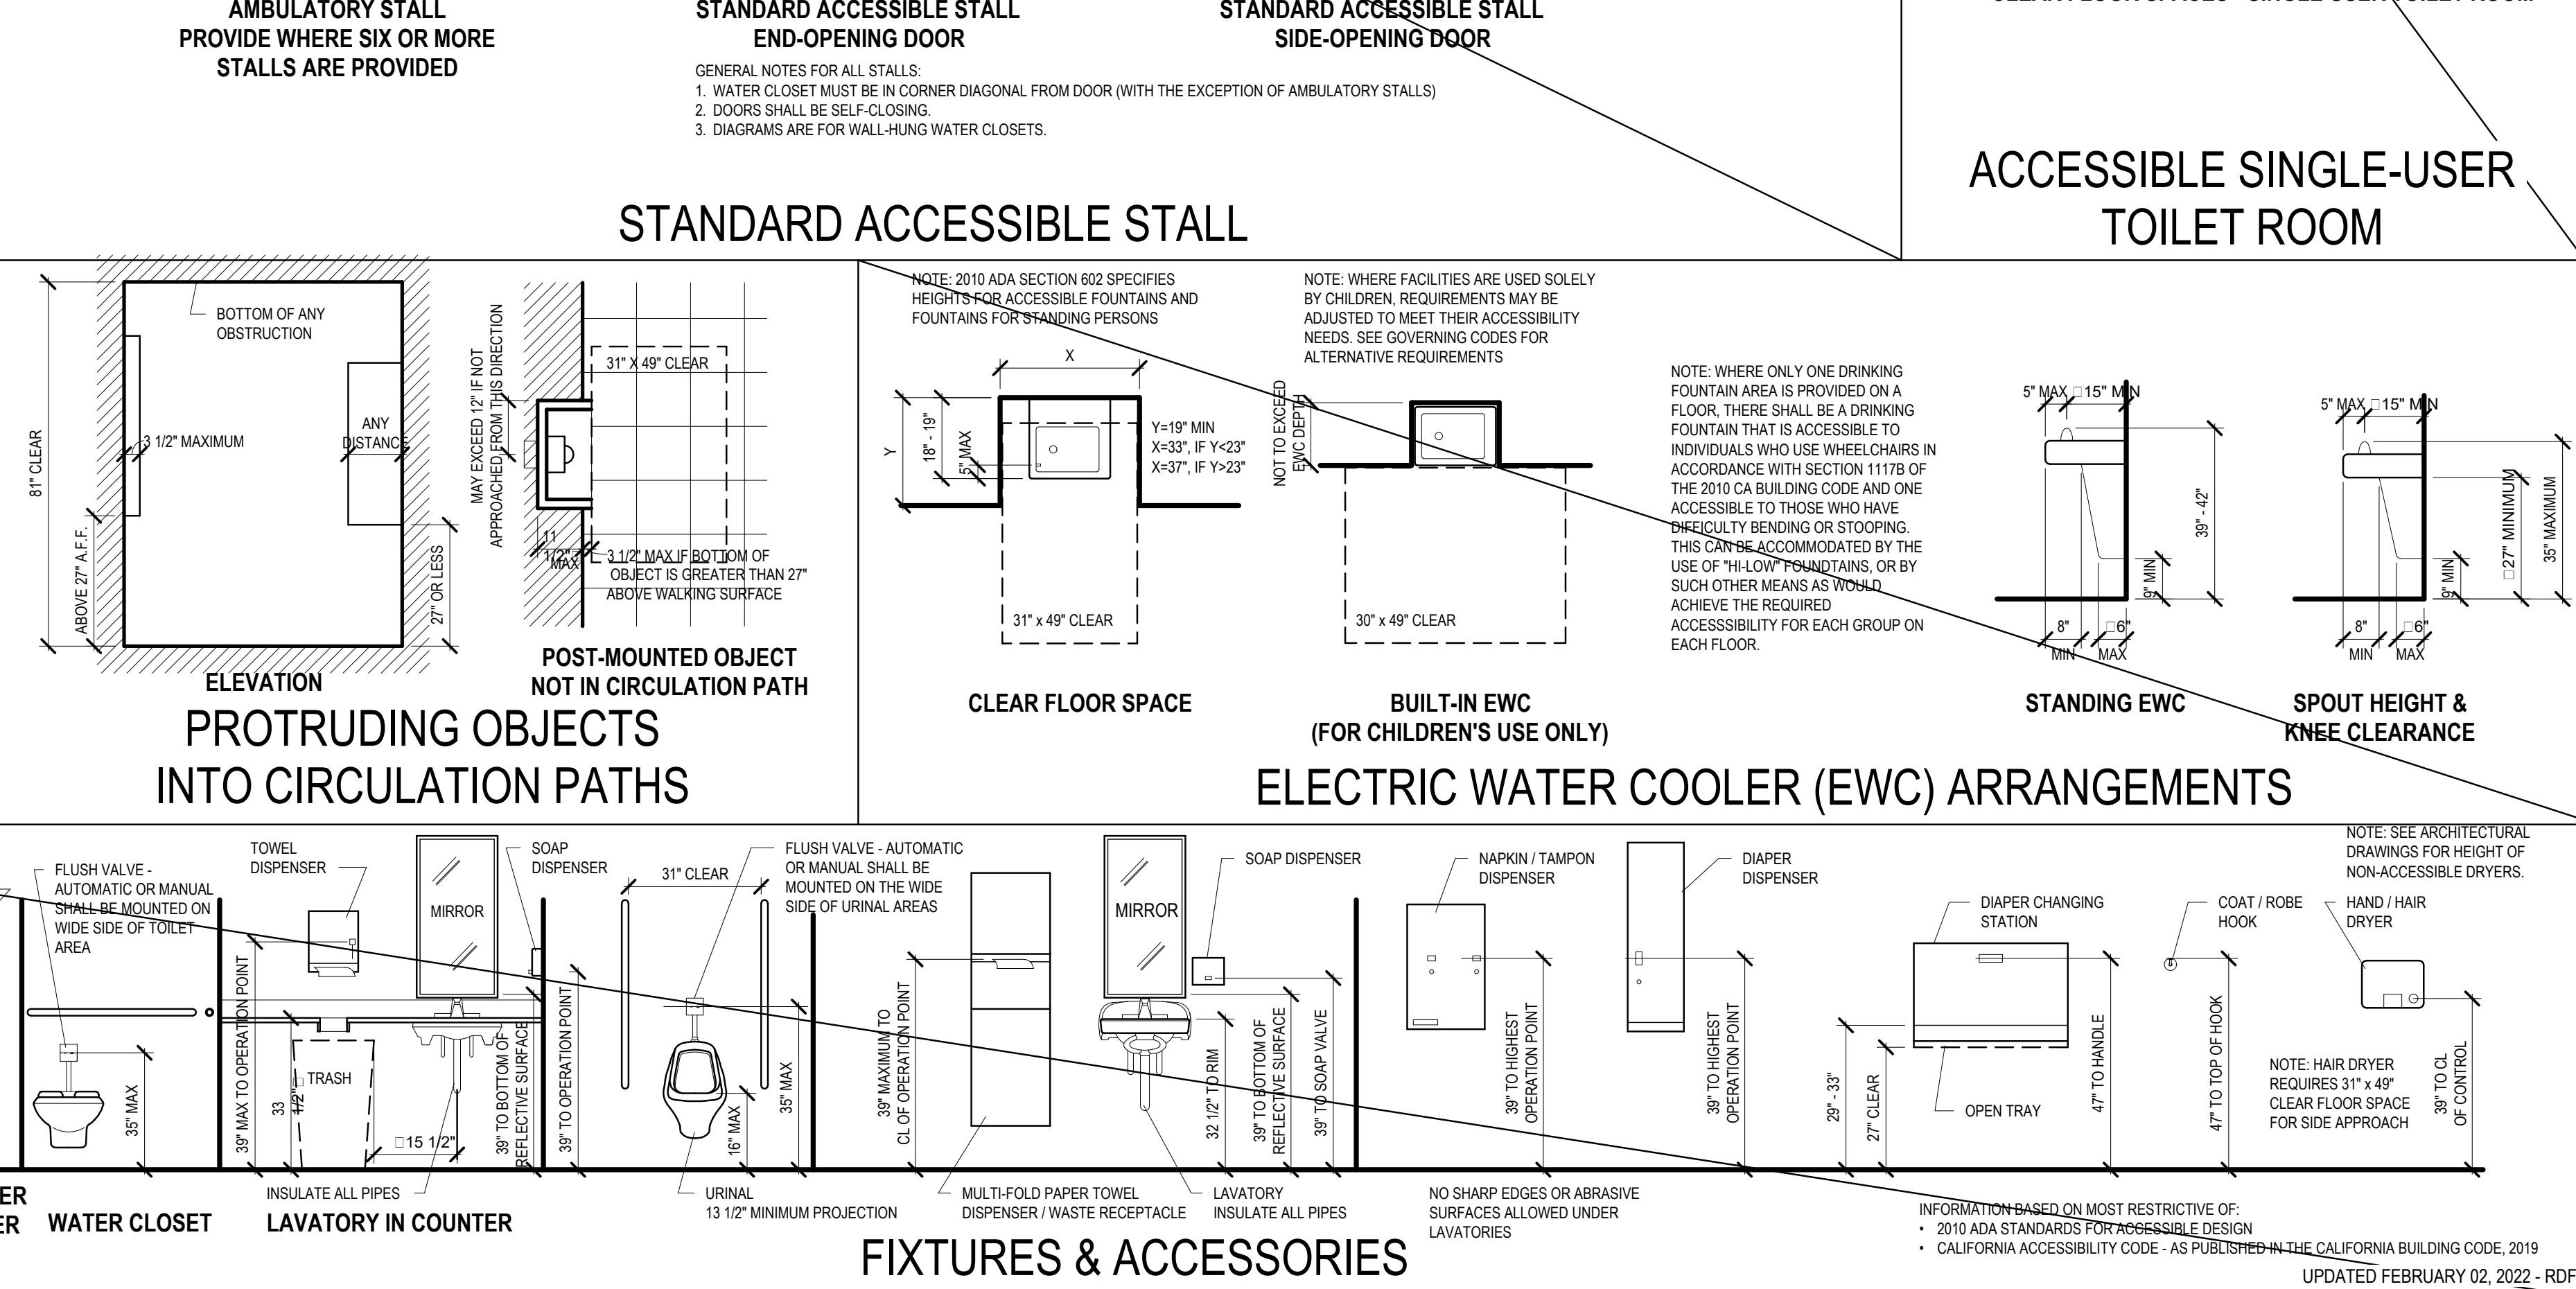 AMBULATORY STALL
PROVIDE WHERE SIX OR MORE
STALLS ARE PROVIDED
STANDARD ACCESSIBLE STALL
END-OPENING DOOR
STANDARD ACCESSIBLE STALL
SIDE-OPENING DOOR
GENERAL NOTES FOR ALL STALLS:
1. WATER CLOSET MUST BE IN CORNER DIAGONAL FROM DOOR (WITH THE EXCEPTION OF AMBULATORY STALLS)
2. DOORS SHALL BE SELF-CLOSING.
3. DIAGRAMS ARE FOR WALL-HUNG WATER CLOSETS.
STANDARD ACCESSIBLE STALL
ACCESSIBLE SINGLE-USER
TOILET ROOM
81" CLEAR
BOTTOM OF ANY
OBSTRUCTION
3 1/2" MAXIMUM
ANY
DISTANCE
ABOVE 27" A.F.F.
27" OR LESS
ELEVATION
MAY EXCEED 12" IF NOT
APPROACHED FROM THIS DIRECTION
31" X 49" CLEAR
11
1/2"
MAX
3 1/2" MAX IF BOTTOM OF
OBJECT IS GREATER THAN 27"
ABOVE WALKING SURFACE
POST-MOUNTED OBJECT
NOT IN CIRCULATION PATH
PROTRUDING OBJECTS
INTO CIRCULATION PATHS
NOTE: 2010 ADA SECTION 602 SPECIFIES
HEIGHTS FOR ACCESSIBLE FOUNTAINS AND
FOUNTAINS FOR STANDING PERSONS
X
Y
18" - 19"
5" MAX
Y=19" MIN
X=33", IF Y<23"
X=37", IF Y>23"
31" x 49" CLEAR
CLEAR FLOOR SPACE
NOTE: WHERE FACILITIES ARE USED SOLELY
BY CHILDREN, REQUIREMENTS MAY BE
ADJUSTED TO MEET THEIR ACCESSIBILITY
NEEDS. SEE GOVERNING CODES FOR
ALTERNATIVE REQUIREMENTS
NOT TO EXCEED
EWC DEPTH
30" x 49" CLEAR
BUILT-IN EWC
(FOR CHILDREN'S USE ONLY)
NOTE: WHERE ONLY ONE DRINKING
FOUNTAIN AREA IS PROVIDED ON A
FLOOR, THERE SHALL BE A DRINKING
FOUNTAIN THAT IS ACCESSIBLE TO
INDIVIDUALS WHO USE WHEELCHAIRS IN
ACCORDANCE WITH SECTION 1117B OF
THE 2010 CA BUILDING CODE AND ONE
ACCESSIBLE TO THOSE WHO HAVE
DIFFICULTY BENDING OR STOOPING.
THIS CAN BE ACCOMMODATED BY THE
USE OF "HI-LOW" FOUNDTAINS, OR BY
SUCH OTHER MEANS AS WOULD
ACHIEVE THE REQUIRED
ACCESSSIBILITY FOR EACH GROUP ON
EACH FLOOR.
5" MAX □15" MIN
39" - 42"
9" MIN
8"
MIN
□6"
MAX
STANDING EWC
5" MAX □15" MIN
□27" MINIMUM
35" MAXIMUM
9" MIN
8"
MIN
□6"
MAX
SPOUT HEIGHT &
KNEE CLEARANCE
ELECTRIC WATER COOLER (EWC) ARRANGEMENTS
FLUSH VALVE -
AUTOMATIC OR MANUAL
SHALL BE MOUNTED ON
WIDE SIDE OF TOILET
AREA
35" MAX
WATER CLOSET
TOWEL
DISPENSER
MIRROR
SOAP
DISPENSER
39" MAX TO OPERATION POINT
33
1/2"
□
TRASH
□15 1/2"
39" TO BOTTOM OF
REFLECTIVE SURFACE
39" TO OPERATION POINT
INSULATE ALL PIPES
LAVATORY IN COUNTER
31" CLEAR
FLUSH VALVE - AUTOMATIC
OR MANUAL SHALL BE
MOUNTED ON THE WIDE
SIDE OF URINAL AREAS
16" MAX
35" MAX
URINAL
13 1/2" MINIMUM PROJECTION
39" MAXIMUM TO
CL OF OPERATION POINT
MULTI-FOLD PAPER TOWEL
DISPENSER / WASTE RECEPTACLE
MIRROR
SOAP DISPENSER
32 1/2" TO RIM
39" TO BOTTOM OF
REFLECTIVE SURFACE
39" TO SOAP VALVE
LAVATORY
INSULATE ALL PIPES
NAPKIN / TAMPON
DISPENSER
39" TO HIGHEST
OPERATION POINT
NO SHARP EDGES OR ABRASIVE
SURFACES ALLOWED UNDER
LAVATORIES
DIAPER
DISPENSER
39" TO HIGHEST
OPERATION POINT
DIAPER CHANGING
STATION
29" - 33"
27" CLEAR
OPEN TRAY
47" TO HANDLE
COAT / ROBE
HOOK
47" TO TOP OF HOOK
NOTE: SEE ARCHITECTURAL
DRAWINGS FOR HEIGHT OF
NON-ACCESSIBLE DRYERS.
HAND / HAIR
DRYER
NOTE: HAIR DRYER
REQUIRES 31" x 49"
CLEAR FLOOR SPACE
FOR SIDE APPROACH
39" TO CL
OF CONTROL
FIXTURES & ACCESSORIES
INFORMATION BASED ON MOST RESTRICTIVE OF:
• 2010 ADA STANDARDS FOR ACCESSIBLE DESIGN
• CALIFORNIA ACCESSIBILITY CODE - AS PUBLISHED IN THE CALIFORNIA BUILDING CODE, 2019
UPDATED FEBRUARY 02, 2022 - RDF